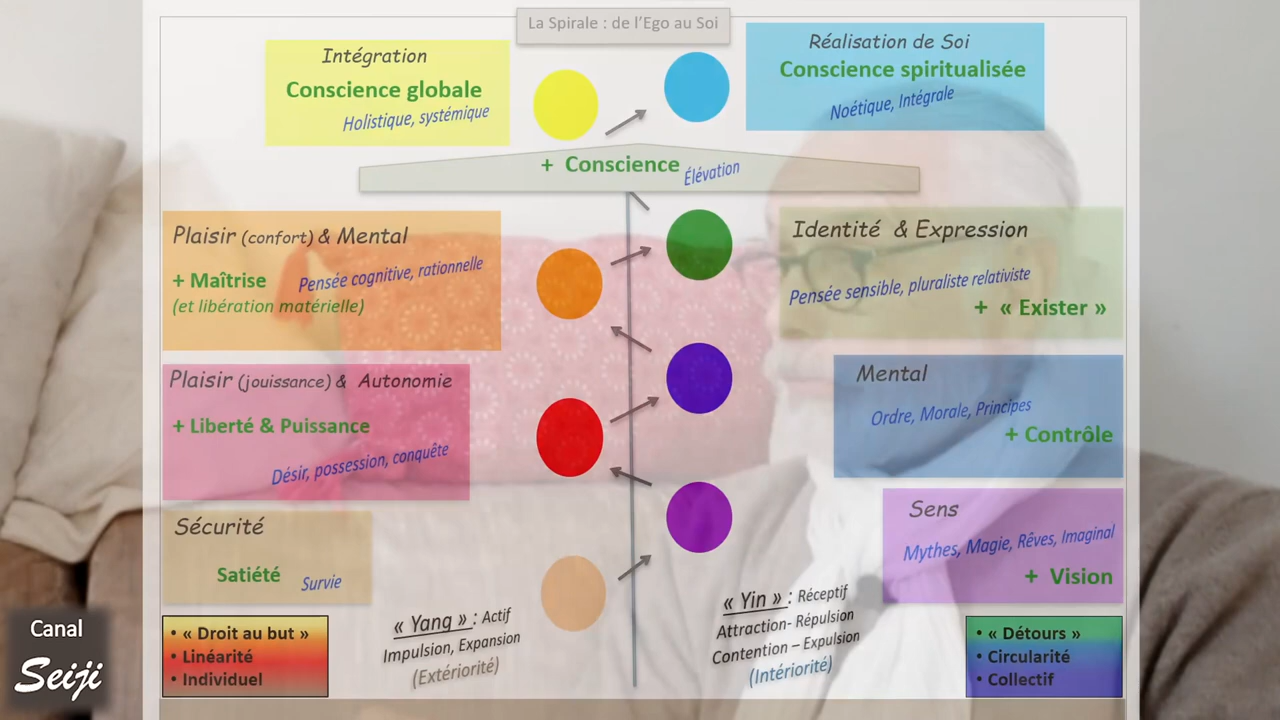 La Spirale : de l’Ego au Soi
Intégration
Conscience globale
Holistique, systémique
Réalisation de Soi
Conscience spiritualisée
Noétique, Intégrale
+ Conscience Élévation
Plaisir (confort) & Mental
+ Maîtrise Pensée cognitive, rationnelle
(et libération matérielle)
Identité & Expression
Pensée sensible, pluraliste relativiste
+ « Exister »
Plaisir (jouissance) & Autonomie
+ Liberté & Puissance
Désir, possession, conquête
Mental
Ordre, Morale, Principes
+ Contrôle
Sécurité
Satiété Survie
Sens
Mythes, Magie, Rêves, Imaginal
+ Vision
• « Droit au but »
• Linéarité
• Individuel
« Yang » : Actif
Impulsion, Expansion
(Extériorité)
« Yin » : Réceptif
Attraction- Répulsion
Contention – Expulsion
(Intériorité)
• « Détours »
• Circularité
• Collectif
Canal
Seiji